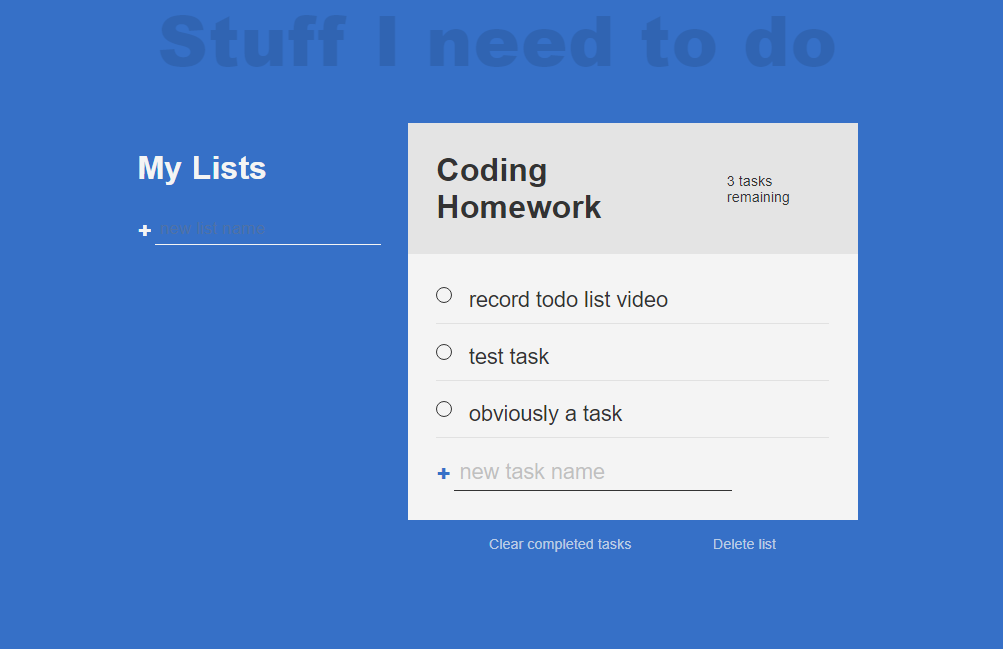 Stuff I need to do
My Lists
+ new list name
Coding
Homework
3 tasks
remaining
record todo list video
test task
obviously a task
+ new task name
Clear completed tasks
Delete list